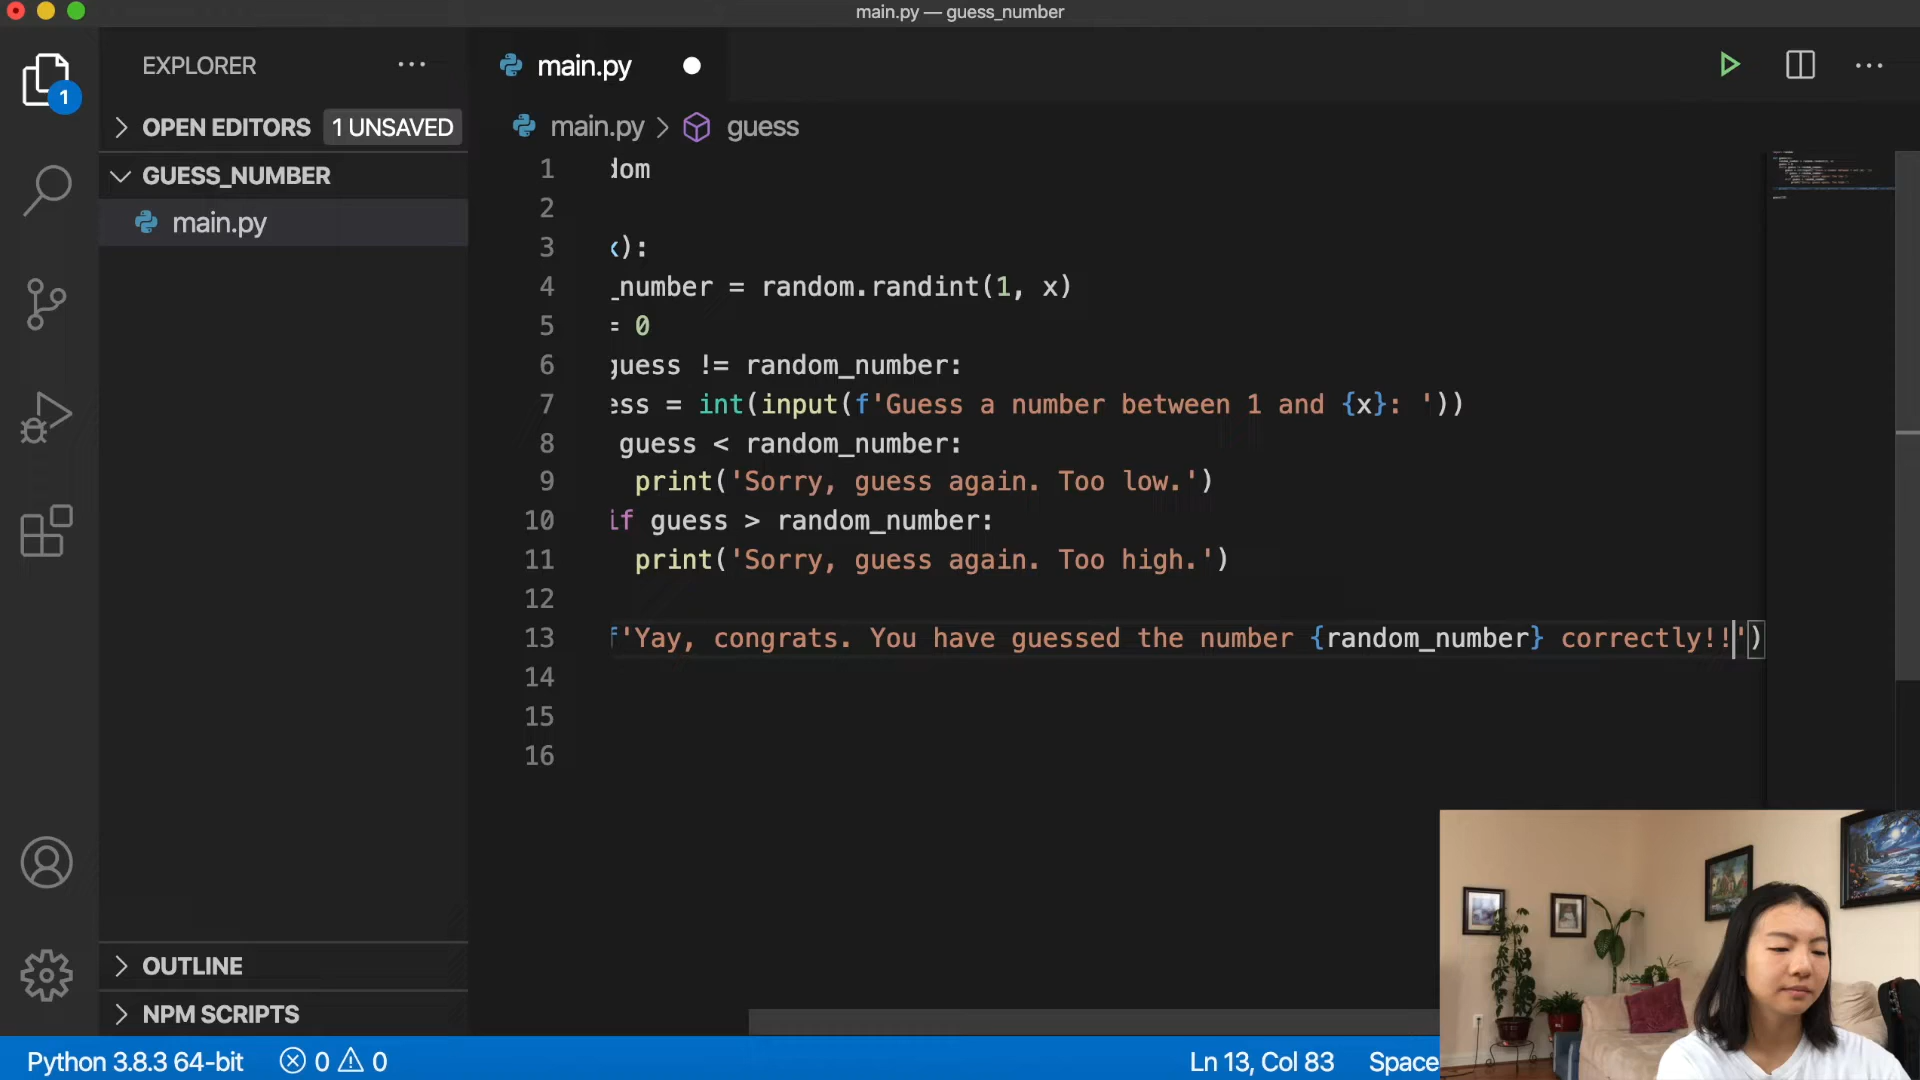 main.py — guess_number
EXPLORER
main.py
1
OPEN EDITORS
1 UNSAVED
main.py
guess
GUESS_NUMBER
main.py
1 dom
2
3 x):
4 _number = random.randint(1, x)
5 = 0
6 guess != random_number:
7 ess = int(input(f'Guess a number between 1 and {x}: '))
8 guess < random_number:
9 print('Sorry, guess again. Too low.')
10 if guess > random_number:
11 print('Sorry, guess again. Too high.')
12
13 f'Yay, congrats. You have guessed the number {random_number} correctly!!')
14
15
16
OUTLINE
NPM SCRIPTS
Python 3.8.3 64-bit
0
0
Ln 13, Col 83
Space